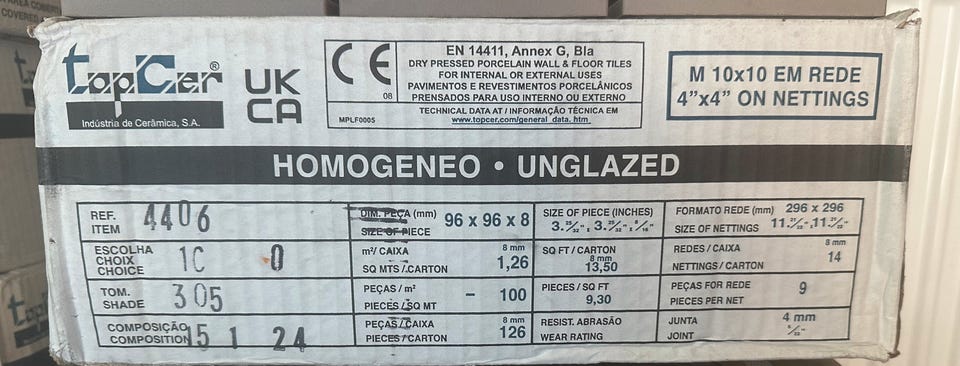 topCer®
Indústria de Cerâmica, S.A.
UK
CA
CE
08
MPLF0005
EN 14411, Annex G, BIa
DRY PRESSED PORCELAIN WALL & FLOOR TILES
FOR INTERNAL OR EXTERNAL USES
PAVIMENTOS E REVESTIMENTOS PORCELÂNICOS
PRENSADOS PARA USO INTERNO OU EXTERNO
TECHNICAL DATA AT / INFORMAÇÃO TÉCNICA EM
www.topcer.com/general_data.htm
M 10x10 EM REDE
4"x4" ON NETTINGS
HOMOGENEO • UNGLAZED
REF.
ITEM
4406
DIM. PEÇA (mm)
SIZE OF PIECE
96 x 96 x 8
SIZE OF PIECE (INCHES)
FORMATO REDE (mm) 296 x 296
SIZE OF NETTINGS
ESCOLHA
CHOIX
CHOICE
1C 0
m²/ CAIXA
SQ MTS /.CARTON
8 mm
1,26
SQ FT / CARTON
8 mm
13,50
REDES / CAIXA
NETTINGS / CARTON
8 mm
14
TOM.
SHADE
305
PEÇAS / m²
PIECES / SQ MT
- 100
PIECES / SQ FT
9,30
PEÇAS POR REDE
PIECES PER NET
9
COMPOSIÇÃO
COMPOSITION
15 1 24
PEÇAS / CAIXA
PIECES / CARTON
8 mm
126
RESIST. ABRASÃO
WEAR RATING
JUNTA
JOINT
4 mm